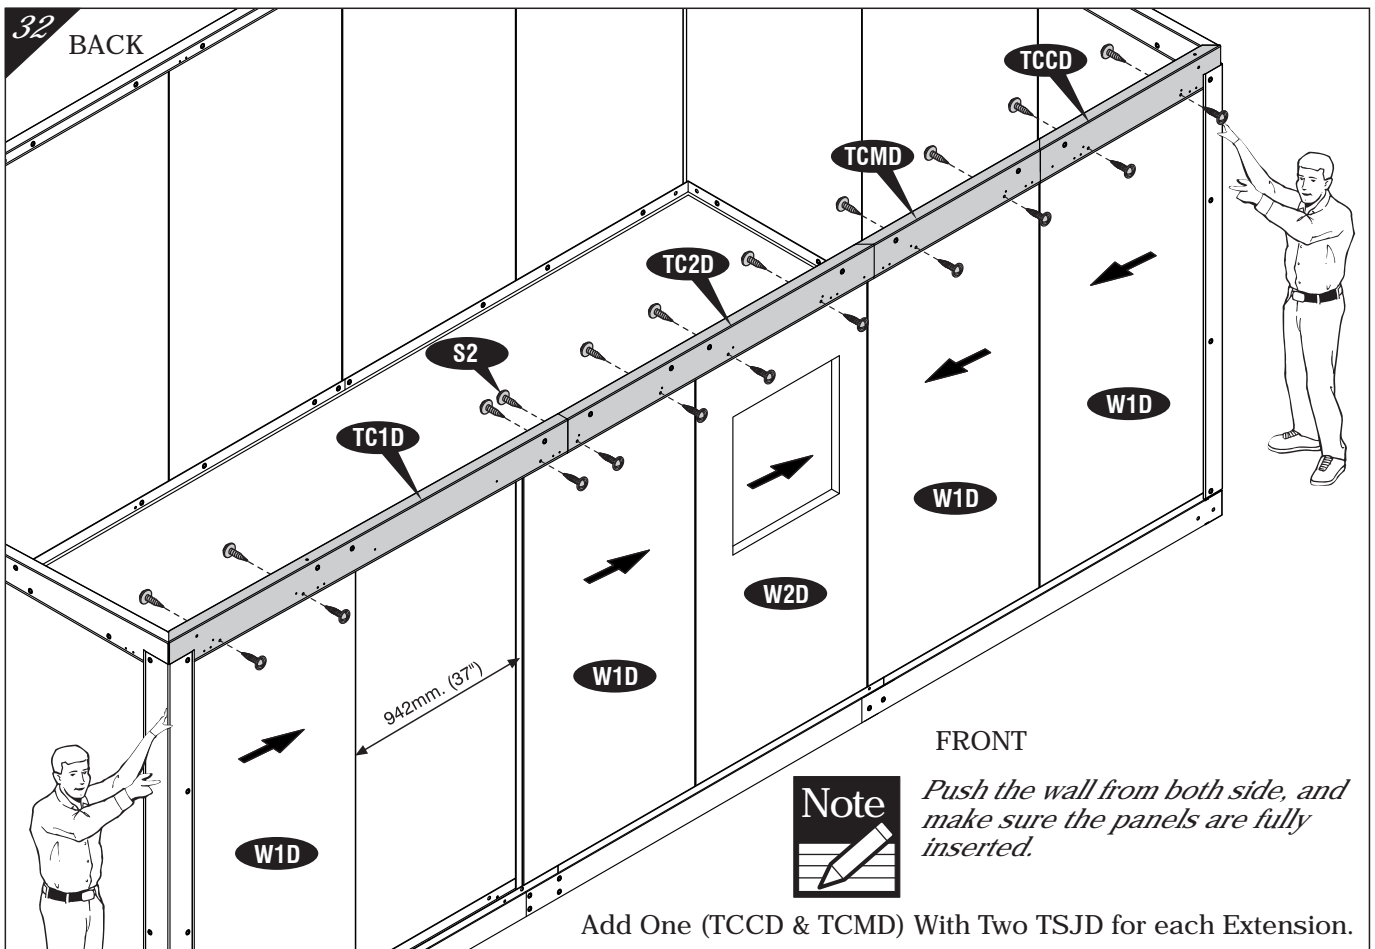 32
BACK
TCCD
TCMD
TC2D
S2
TC1D
W1D
W1D
W2D
W1D
942mm. (37")
W1D
FRONT
Note
Push the wall from both side, and
make sure the panels are fully
inserted.
Add One (TCCD & TCMD) With Two TSJD for each Extension.